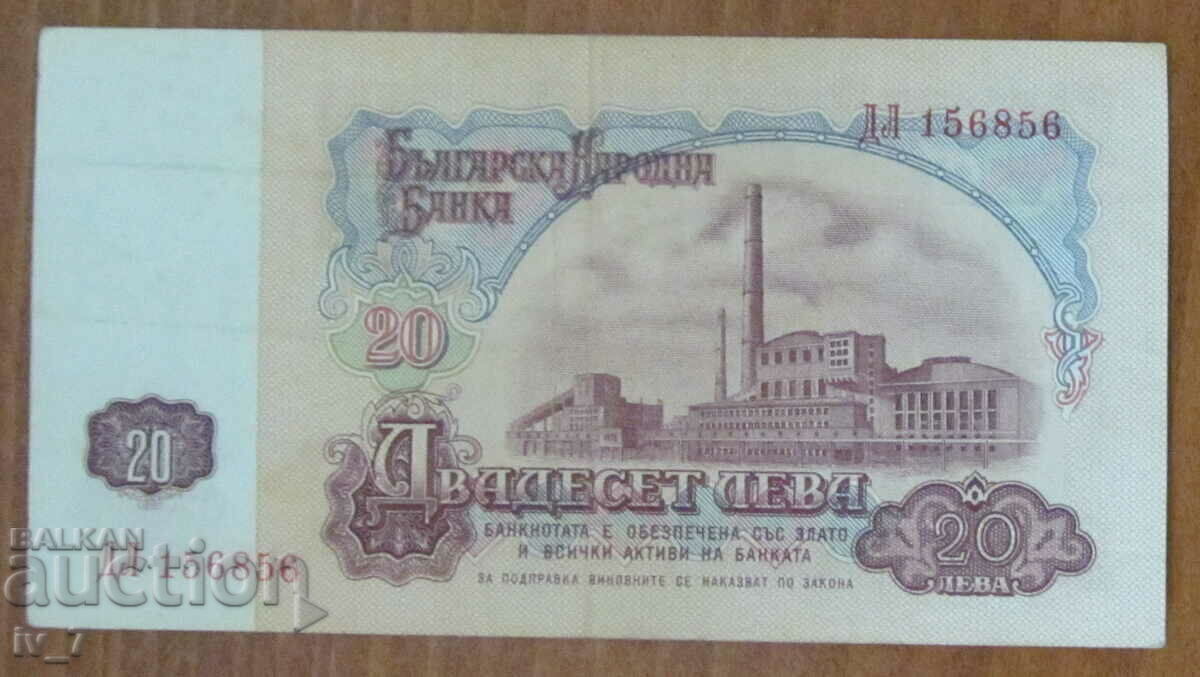 ДЛ 156856
Българска Народна
Банка
20
20
Двадесет лева
БАНКНОТАТА Е ОБЕЗПЕЧЕНА СЪС ЗЛАТО
И ВСИЧКИ АКТИВИ НА БАНКАТА
ЗА ПОДПРАВКА ВИНОВНИТЕ СЕ НАКАЗВАТ ПО ЗАКОНА
20
ЛЕВА
ДЛ 156856
BALKAN
auction
iv_7